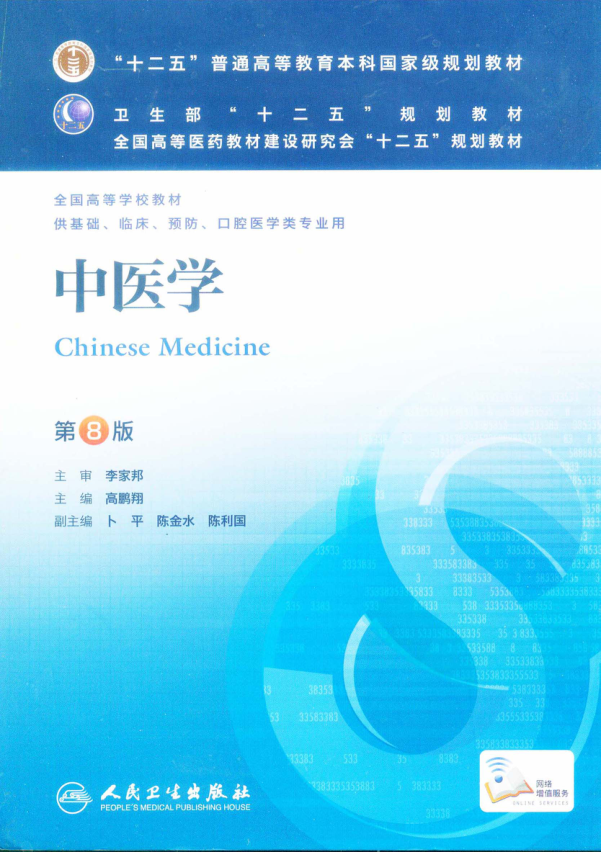 “十二五”普通高等教育本科国家级规划教材
卫生部“十二五”规划教材
全国高等医药教材建设研究会“十二五”规划教材
十二五
全国高等学校教材
供基础、临床、预防、口腔医学类专业用
中医学
Chinese Medicine
第8版
主 审 李家邦
主 编 高鹏翔
副主编 卜 平 陈金水 陈利国
人民卫生出版社
PEOPLE'S MEDICAL PUBLISHING HOUSE
网络
增值服务
ONLINE SERVICES